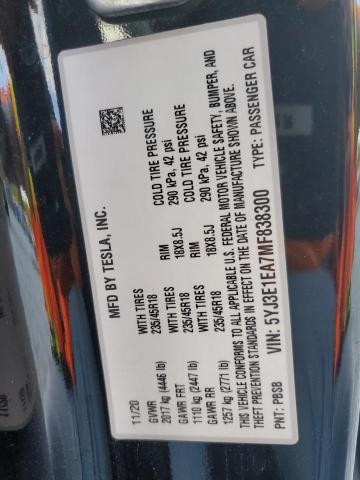 MFD BY TESLA, INC.
11/20
GVWR WITH TIRES RIM COLD TIRE PRESSURE
2017 kg (4446 lb) 235/45R18 18X8.5J 290 kPa, 42 psi
GAWR FRT WITH TIRES RIM COLD TIRE PRESSURE
1110 kg (2447 lb) 235/45R18 18X8.5J 290 kPa, 42 psi
GAWR RR
1257 kg (2771 lb)
THIS VEHICLE CONFORMS TO ALL APPLICABLE U.S. FEDERAL MOTOR VEHICLE SAFETY, BUMPER, AND
THEFT PREVENTION STANDARDS IN EFFECT ON THE DATE OF MANUFACTURE SHOWN ABOVE.
VIN: 5YJ3E1EA7MF838300
PNT: PBSB TYPE: PASSENGER CAR